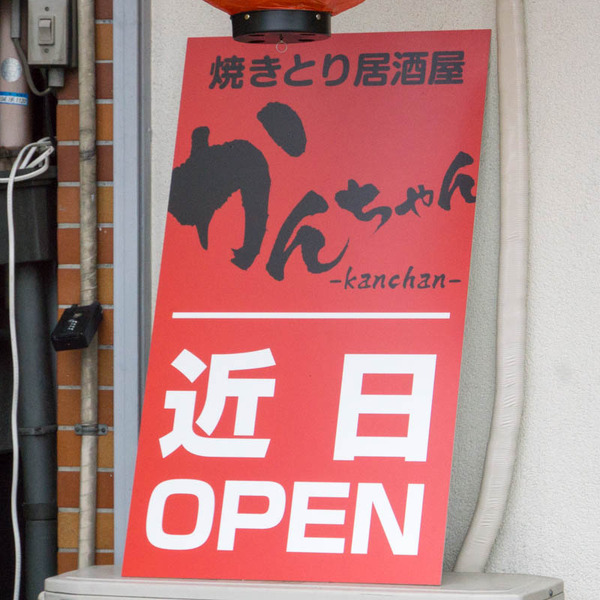 焼きとり居酒屋
かんちゃん
-kanchan-
近日
OPEN